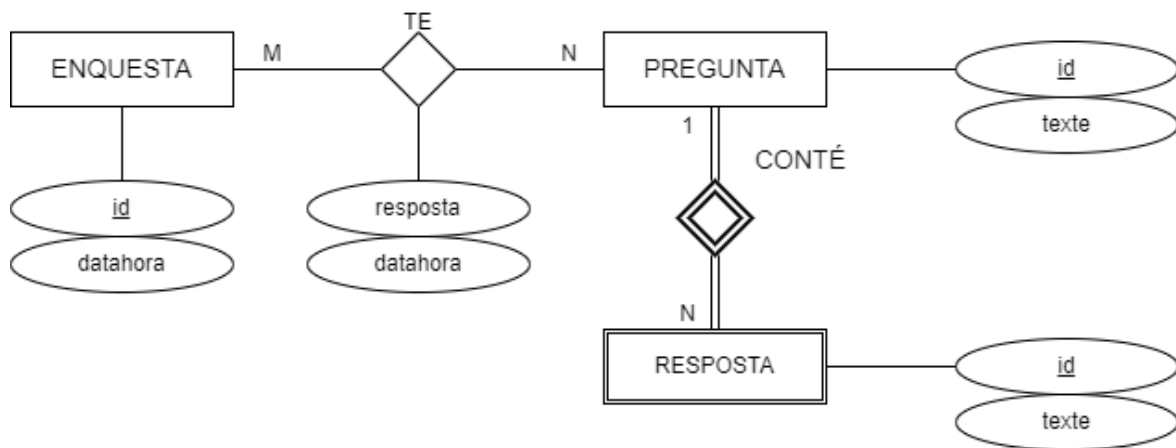 TE
ENQUESTA
M
N
PREGUNTA
id
texte
1
CONTÉ
id
datahora
resposta
datahora
N
RESPOSTA
id
texte